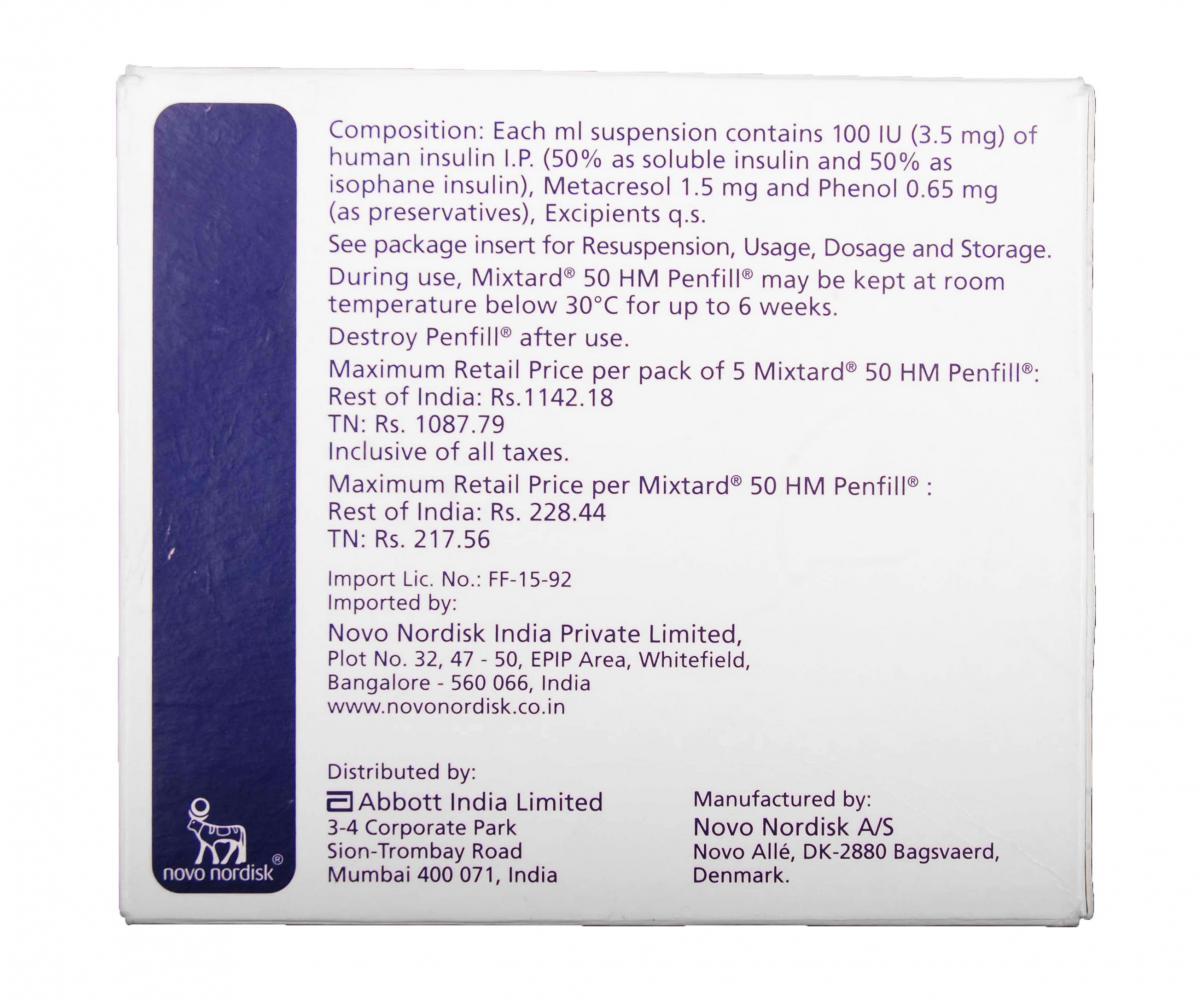 Composition: Each ml suspension contains 100 IU (3.5 mg) of
human insulin I.P. (50% as soluble insulin and 50% as
isophane insulin), Metacresol 1.5 mg and Phenol 0.65 mg
(as preservatives), Excipients q.s.
See package insert for Resuspension, Usage, Dosage and Storage.
During use, Mixtard® 50 HM Penfill® may be kept at room
temperature below 30°C for up to 6 weeks.
Destroy Penfill® after use.
Maximum Retail Price per pack of 5 Mixtard® 50 HM Penfill®:
Rest of India: Rs.1142.18
TN: Rs. 1087.79
Inclusive of all taxes.
Maximum Retail Price per Mixtard® 50 HM Penfill® :
Rest of India: Rs. 228.44
TN: Rs. 217.56
Import Lic. No.: FF-15-92
Imported by:
Novo Nordisk India Private Limited,
Plot No. 32, 47 - 50, EPIP Area, Whitefield,
Bangalore - 560 066, India
www.novonordisk.co.in
Distributed by:
Abbott India Limited
3-4 Corporate Park
Sion-Trombay Road
Mumbai 400 071, India
Manufactured by:
Novo Nordisk A/S
Novo Allé, DK-2880 Bagsvaerd,
Denmark.
novo nordisk®